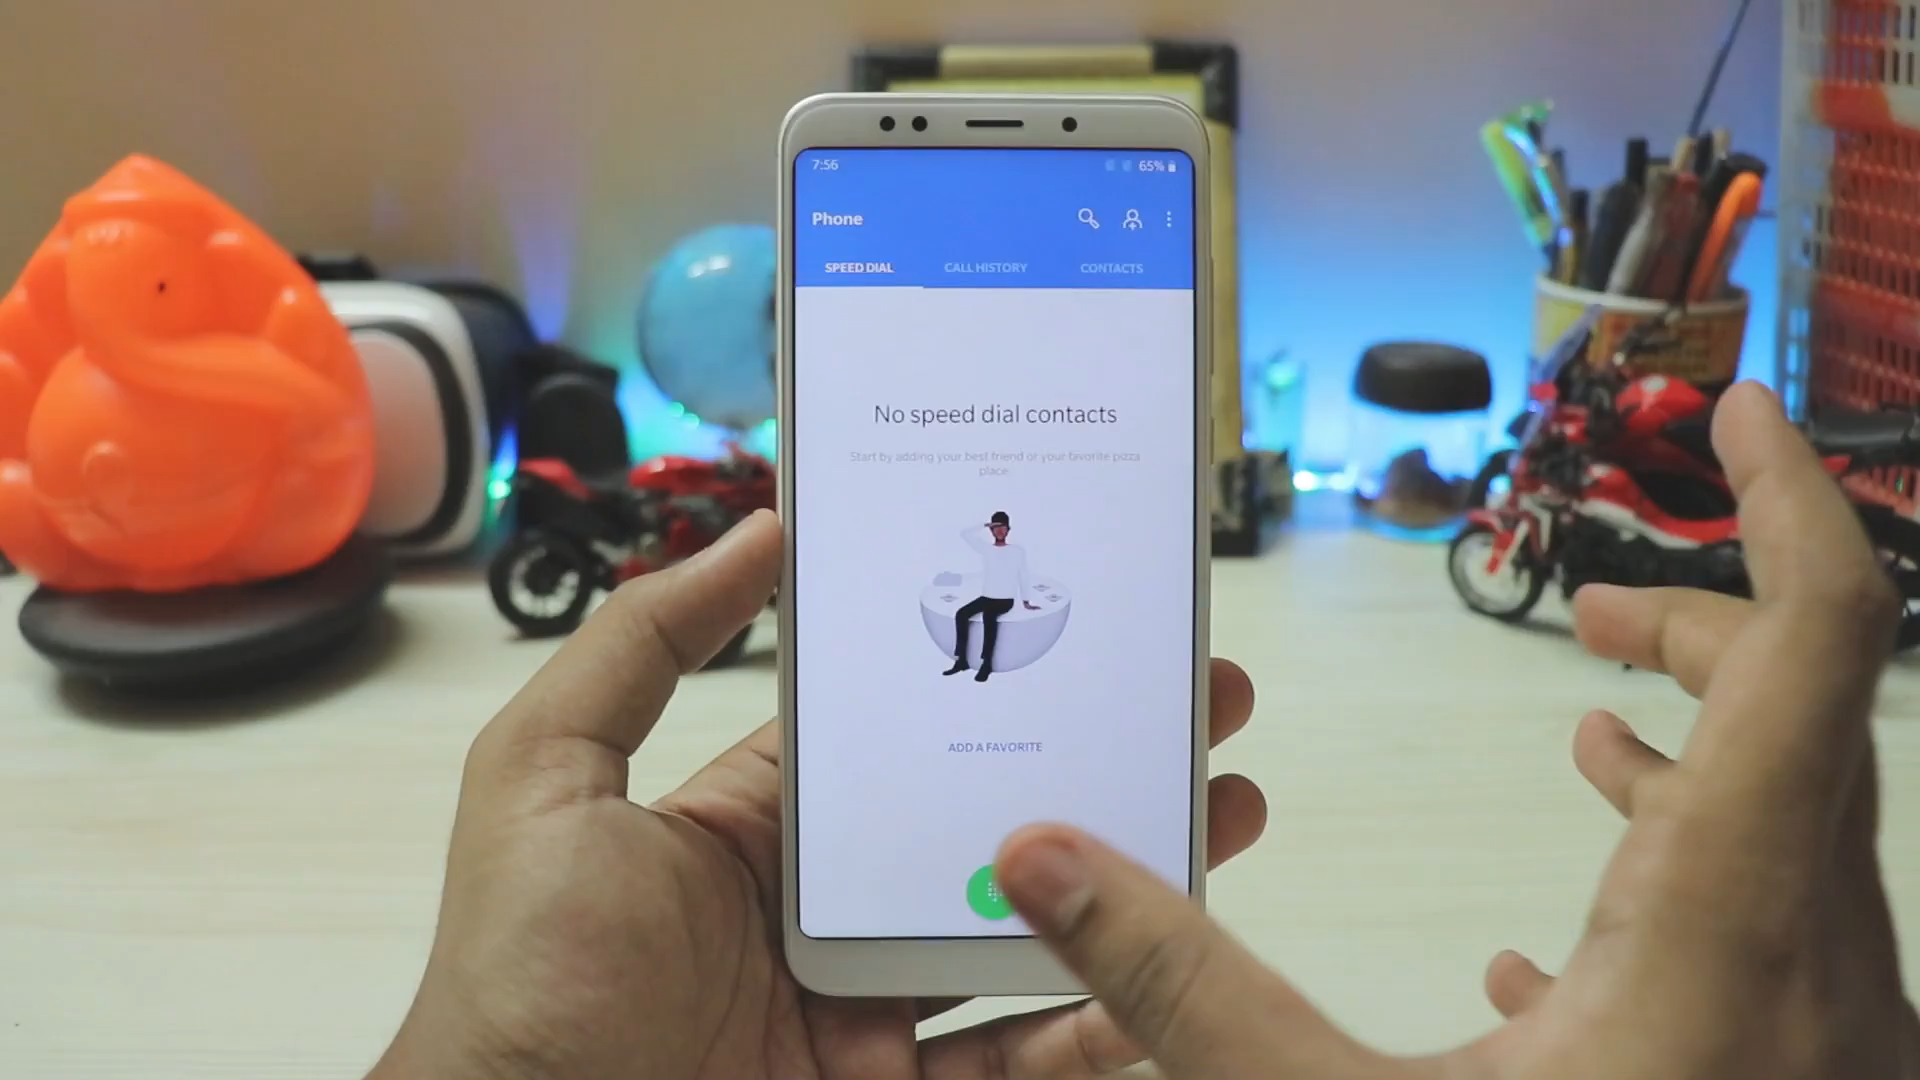 7:56 65%
Phone
SPEED DIAL CALL HISTORY CONTACTS
No speed dial contacts
Start by adding your best friend or your favorite pizza
place
ADD A FAVORITE